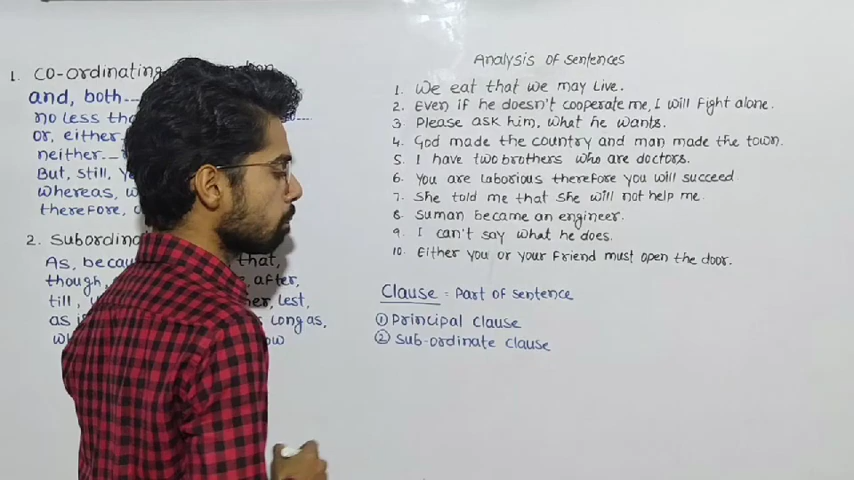 1. CO-ordinating
and, both...
no less
or, either
neither...
But, still,
whereas,
therefore,
2. Subordin
As, that,
though, after,
till, lest,
as long as,
Analysis of sentences
1. We eat that we may live.
2. Even if he doesn't cooperate me, I will fight alone.
3. Please ask him, what he wants.
4. God made the country and man made the town.
5. I have two brothers who are doctors.
6. You are laborious therefore you will succeed
7. She told me that she will not help me.
8. Suman became an engineer.
9. I can't say what he does.
10. Either you or your friend must open the door.
Clause = Part of sentence
① Principal clause
② Sub-ordinate clause